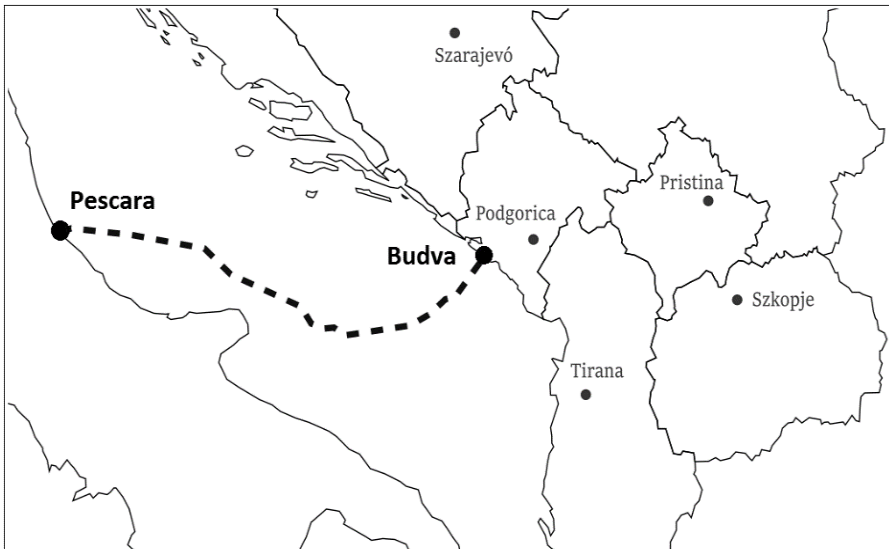 Szarajevó
Pristina
Pescara
Podgorica
Budva
Szkopje
Tirana